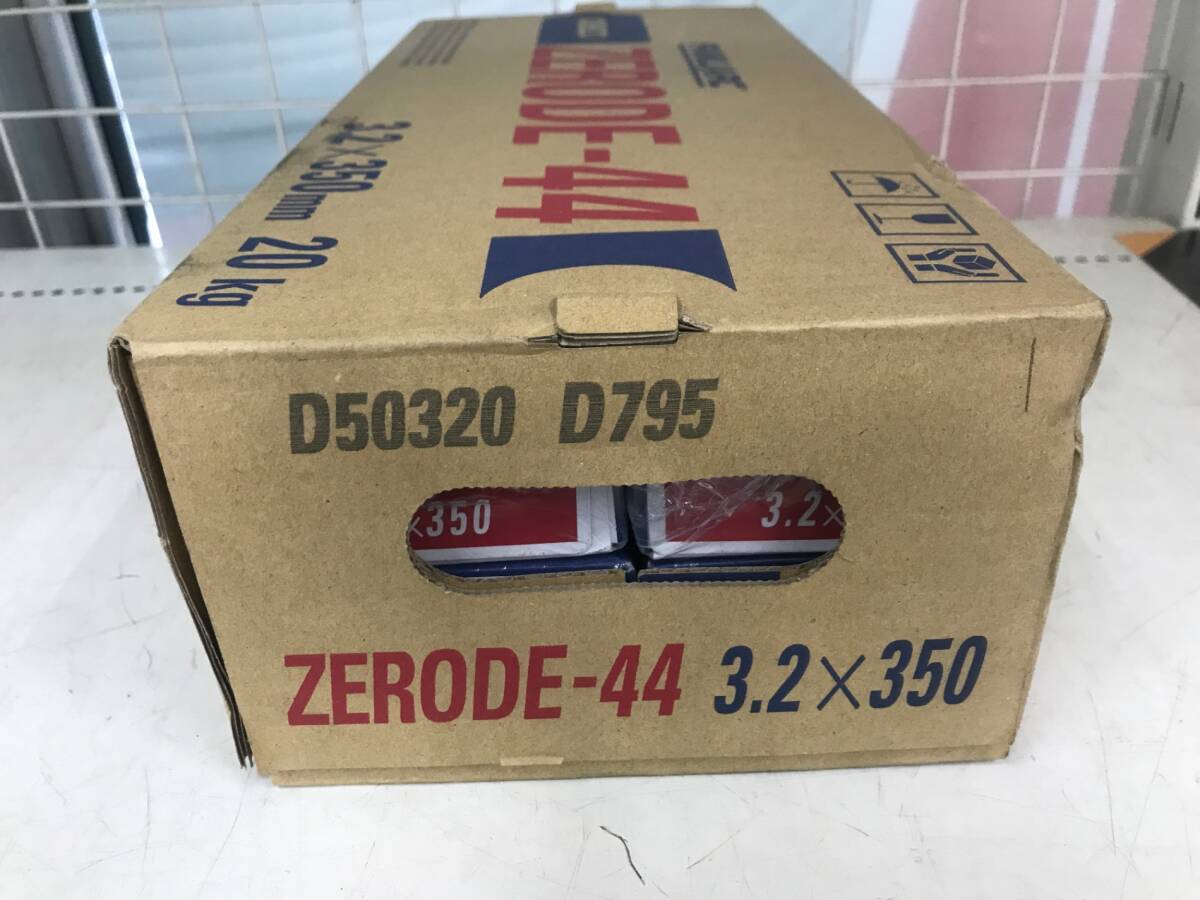 ZERODE-44
3.2×350mm 20kg
D50320 D795
×350
3.2×
ZERODE-44 3.2×350